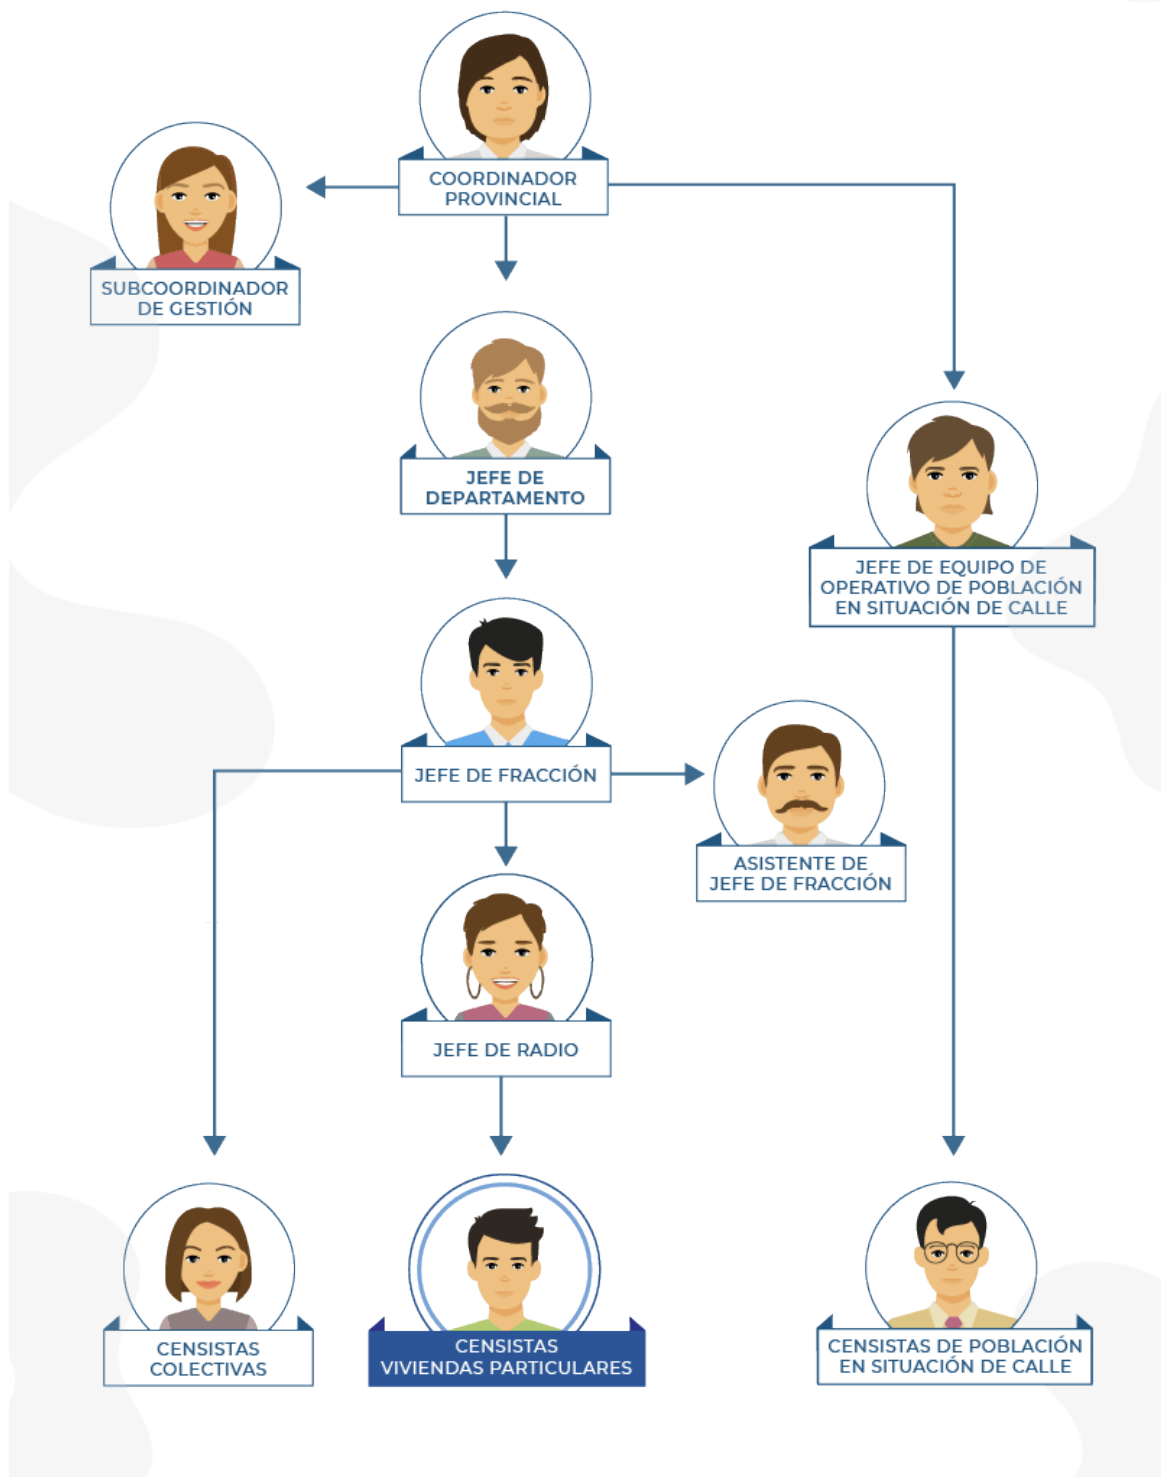 COORDINADOR
PROVINCIAL
SUBCOORDINADOR
DE GESTIÓN
JEFE DE
DEPARTAMENTO
JEFE DE EQUIPO DE
OPERATIVO DE POBLACIÓN
EN SITUACIÓN DE CALLE
JEFE DE FRACCIÓN
ASISTENTE DE
JEFE DE FRACCIÓN
JEFE DE RADIO
CENSISTAS
COLECTIVAS
CENSISTAS
VIVIENDAS PARTICULARES
CENSISTAS DE POBLACIÓN
EN SITUACIÓN DE CALLE